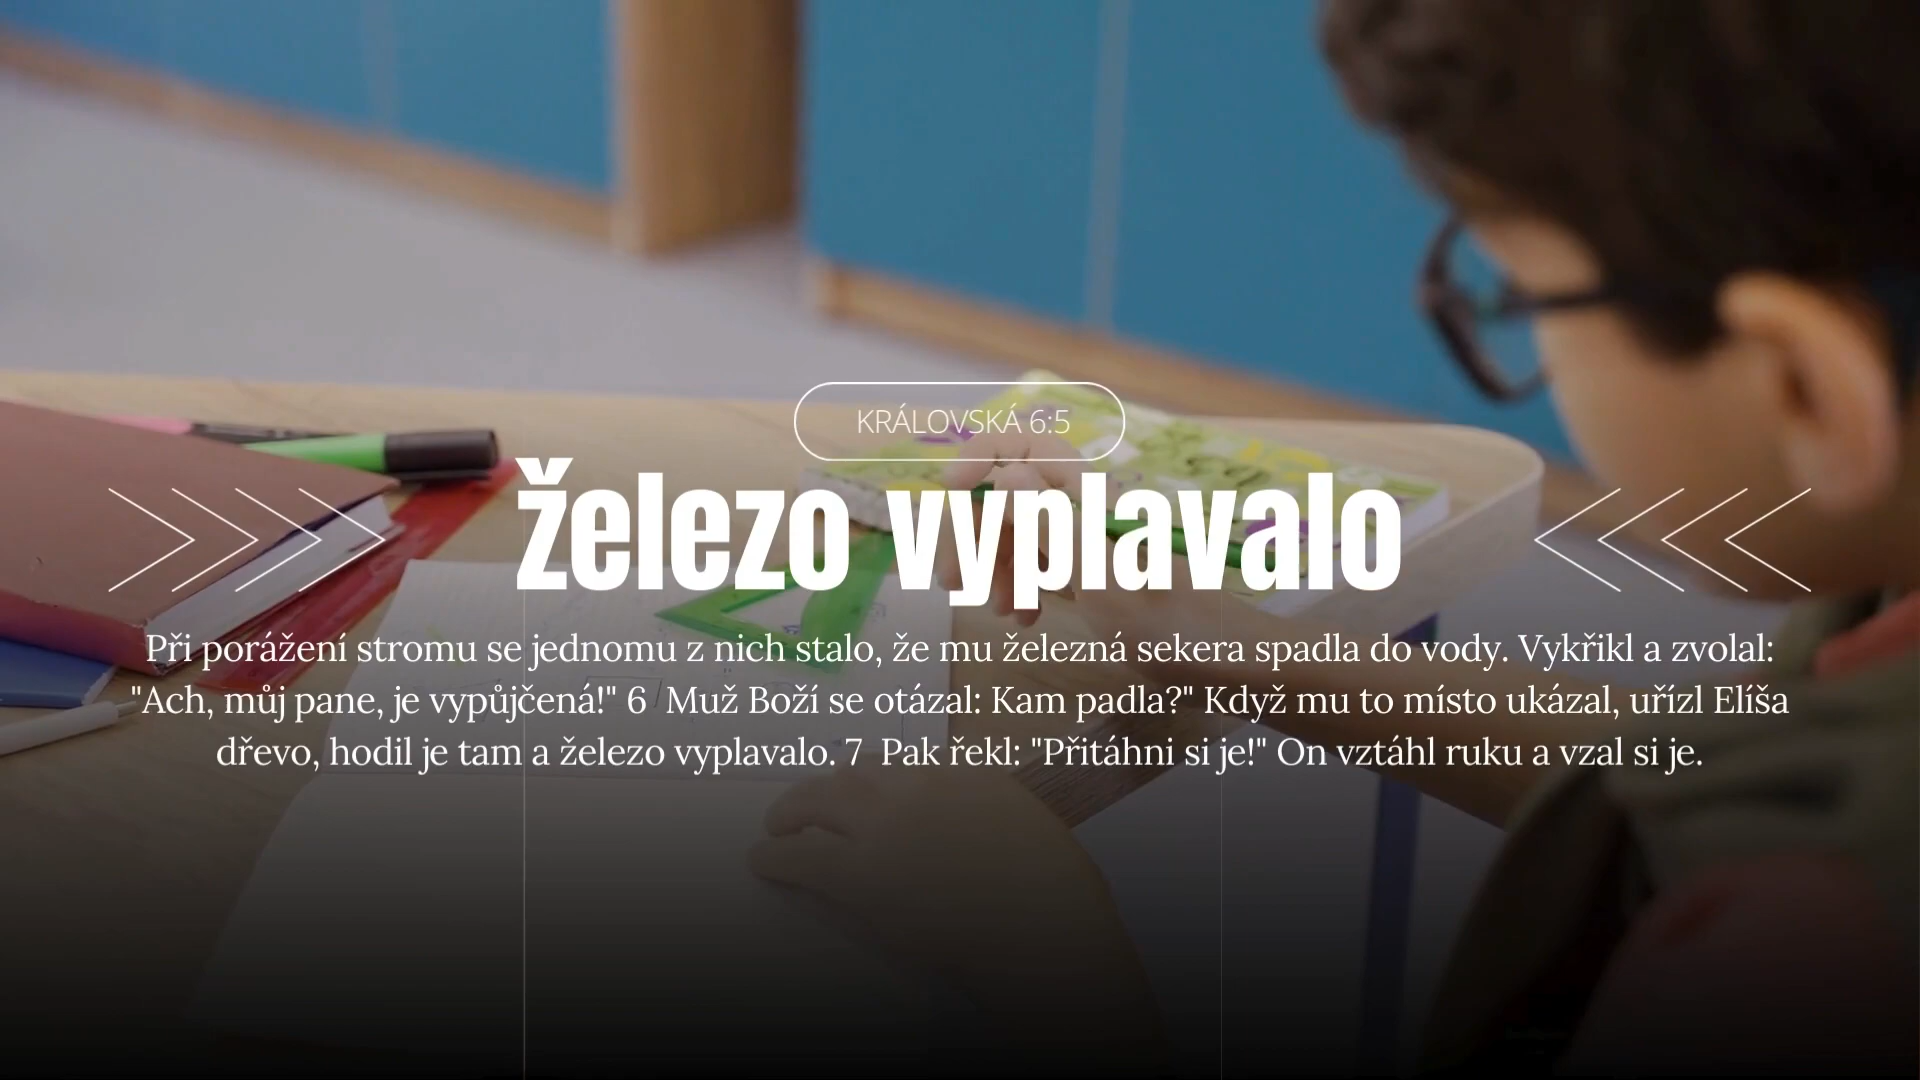 KRÁLOVSKÁ 6:5
železo vyplavalo
Při porážení stromu se jednomu z nich stalo, že mu železná sekera spadla do vody. Vykřikl a zvolal:
"Ach, můj pane, je vypůjčená!" 6  Muž Boží se otázal: Kam padla?" Když mu to místo ukázal, uřízl Elíša
dřevo, hodil je tam a železo vyplavalo. 7  Pak řekl: "Přitáhni si je!" On vztáhl ruku a vzal si je.